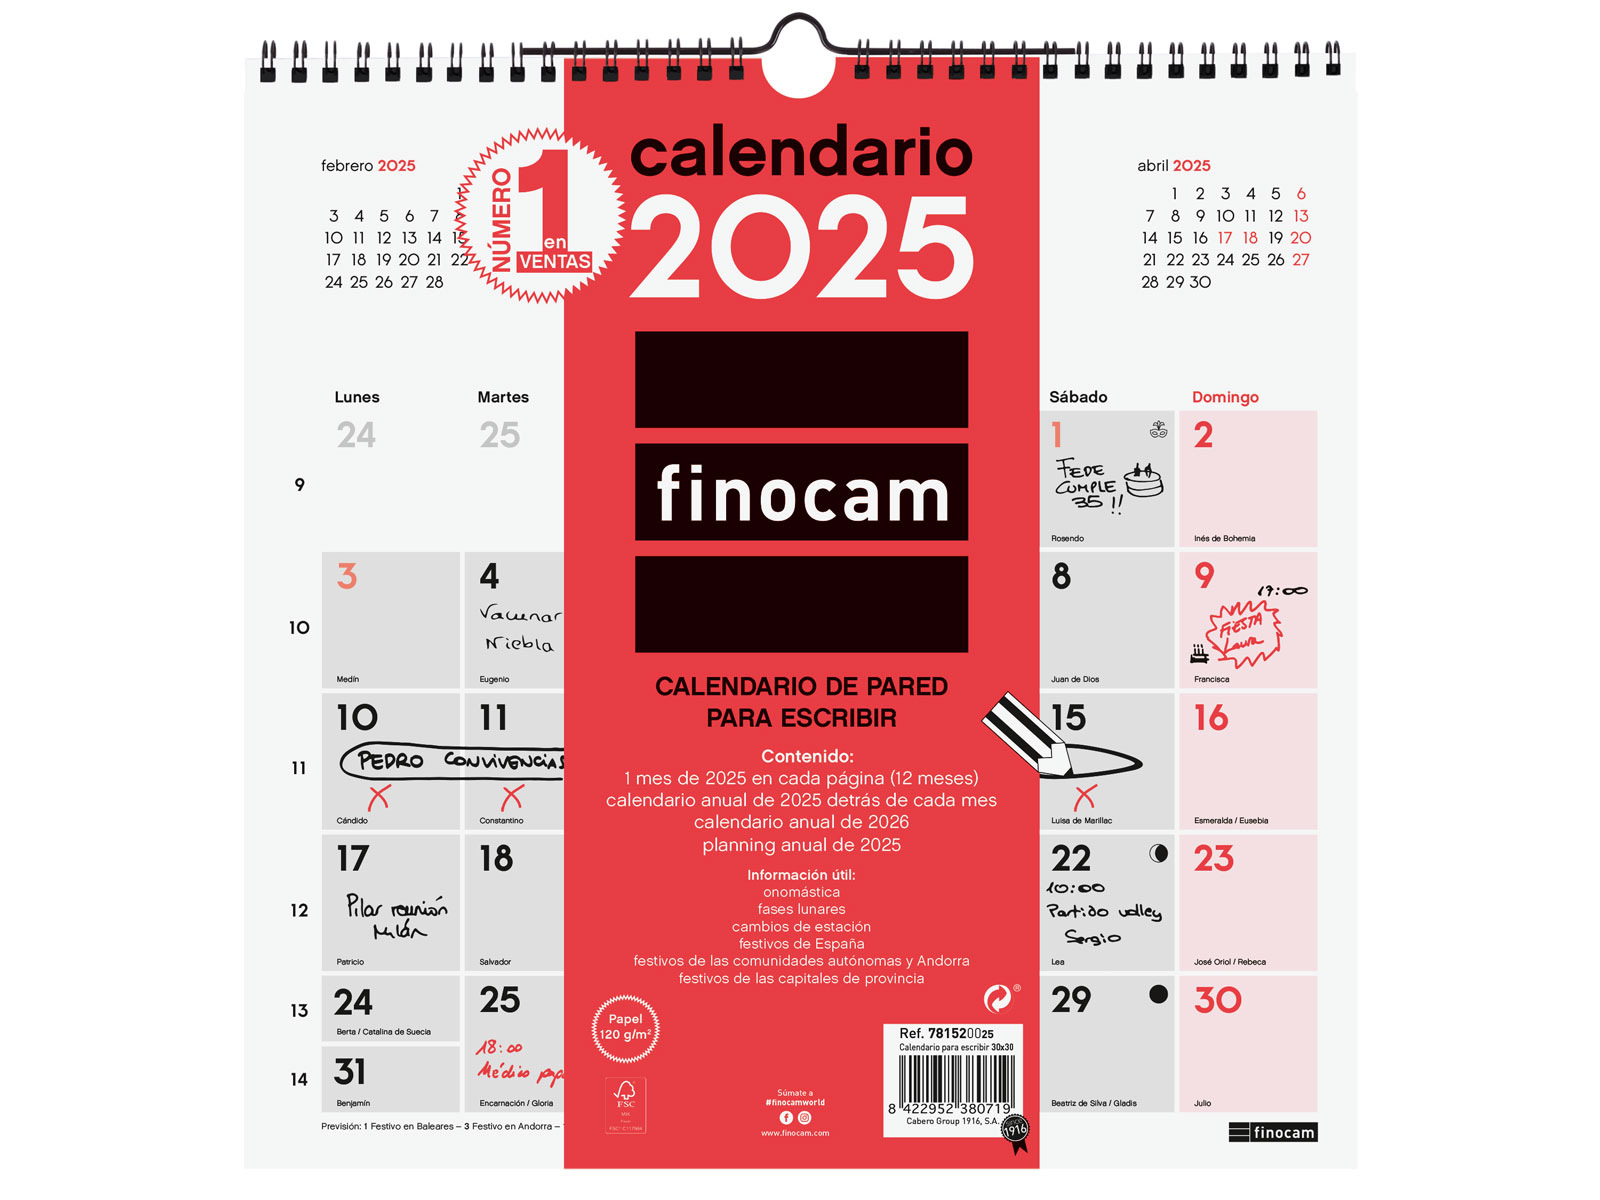 febrero 2025
3 4 5 6 7
10 11 12 13 14 15
17 18 19 20 21 22
24 25 26 27 28
NÚMERO
1
en
VENTAS
calendario
2025
abril 2025
1 2 3 4 5 6
7 8 9 10 11 12 13
14 15 16 17 18 19 20
21 22 23 24 25 26 27
28 29 30
finocam
CALENDARIO DE PARED
PARA ESCRIBIR
Contenido:
1 mes de 2025 en cada página (12 meses)
calendario anual de 2025 detrás de cada mes
calendario anual de 2026
planning anual de 2025
Información útil:
onomástica
fases lunares
cambios de estación
festivos de España
festivos de las comunidades autónomas y Andorra
festivos de las capitales de provincia
Papel
120 g/m²
FSC
Súmate a
#finocamworld
www.finocam.com
Ref. 781520025
Calendario para escribir 30x30
8 422952 380719
Cabero Group 1916, S.A.
1916
Lunes Martes Sábado Domingo
9
24 25 1 2
FEDE
CUMPLE
35 !!
Rosendo Inés de Bohemia
10
3 4 8 9
Vacunar
Niebla
17:00
FIESTA
Laura
Medín Eugenio Juan de Dios Francisca
11
10 11 15 16
PEDRO CONVIVENCIAS
Cándido Constantino Luisa de Marillac Esmeralda / Eusebia
12
17 18 22 23
Pilar reunión
Milán
10:00
Partido volley
Sergio
Patricio Salvador Lea José Oriol / Rebeca
13
24 25 29 30
Berta / Catalina de Suecia
14
31
18:00
Médico papá
Benjamín Encarnación / Gloria Beatriz de Silva / Gladis Julio
Previsión: 1 Festivo en Baleares – 3 Festivo en Andorra –
finocam